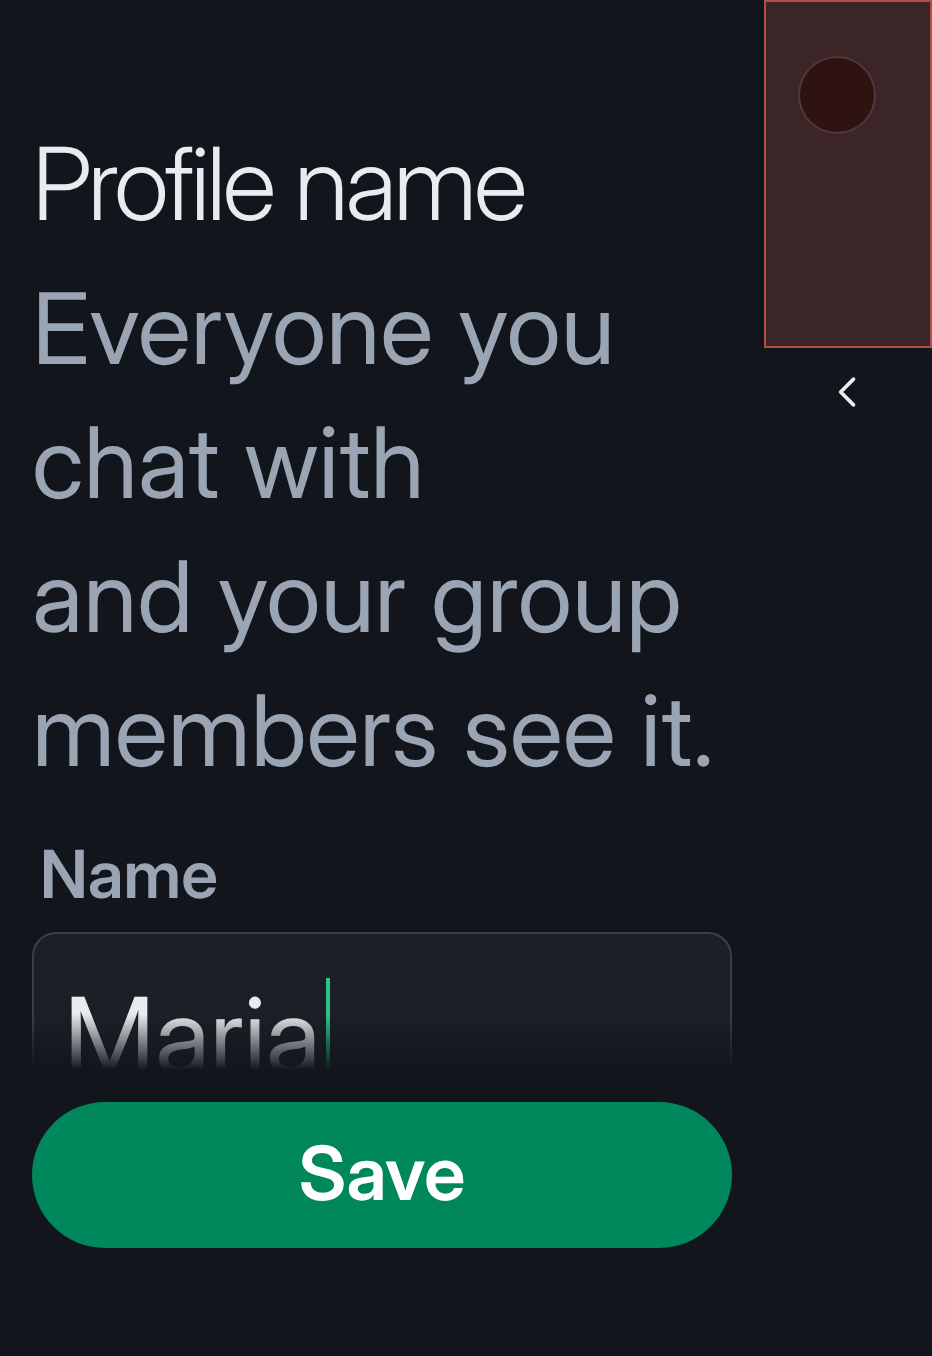 Profile name
Everyone you
chat with
and your group
members see it.
Name
Maria
Save